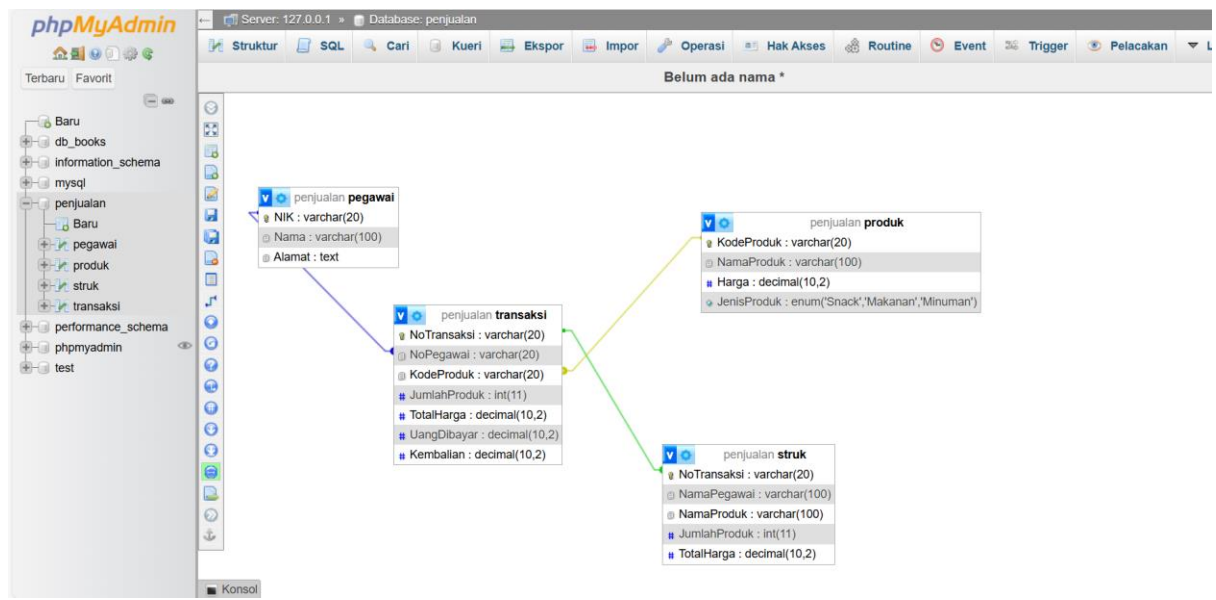 phpMyAdmin
Terbaru Favorit
Baru
db_books
information_schema
mysql
penjualan
Baru
pegawai
produk
struk
transaksi
performance_schema
phpmyadmin
test
Server: 127.0.0.1 » Database: penjualan
Struktur SQL Cari Kueri Ekspor Impor Operasi Hak Akses Routine Event Trigger Pelacakan L
Belum ada nama *
V penjualan pegawai
NIK : varchar(20)
Nama : varchar(100)
Alamat : text
V penjualan produk
KodeProduk : varchar(20)
NamaProduk : varchar(100)
# Harga : decimal(10,2)
JenisProduk : enum('Snack','Makanan','Minuman')
V penjualan transaksi
NoTransaksi : varchar(20)
NoPegawai : varchar(20)
KodeProduk : varchar(20)
# JumlahProduk : int(11)
# TotalHarga : decimal(10,2)
# UangDibayar : decimal(10,2)
# Kembalian : decimal(10,2)
V penjualan struk
NoTransaksi : varchar(20)
NamaPegawai : varchar(100)
NamaProduk : varchar(100)
# JumlahProduk : int(11)
# TotalHarga : decimal(10,2)
Konsol